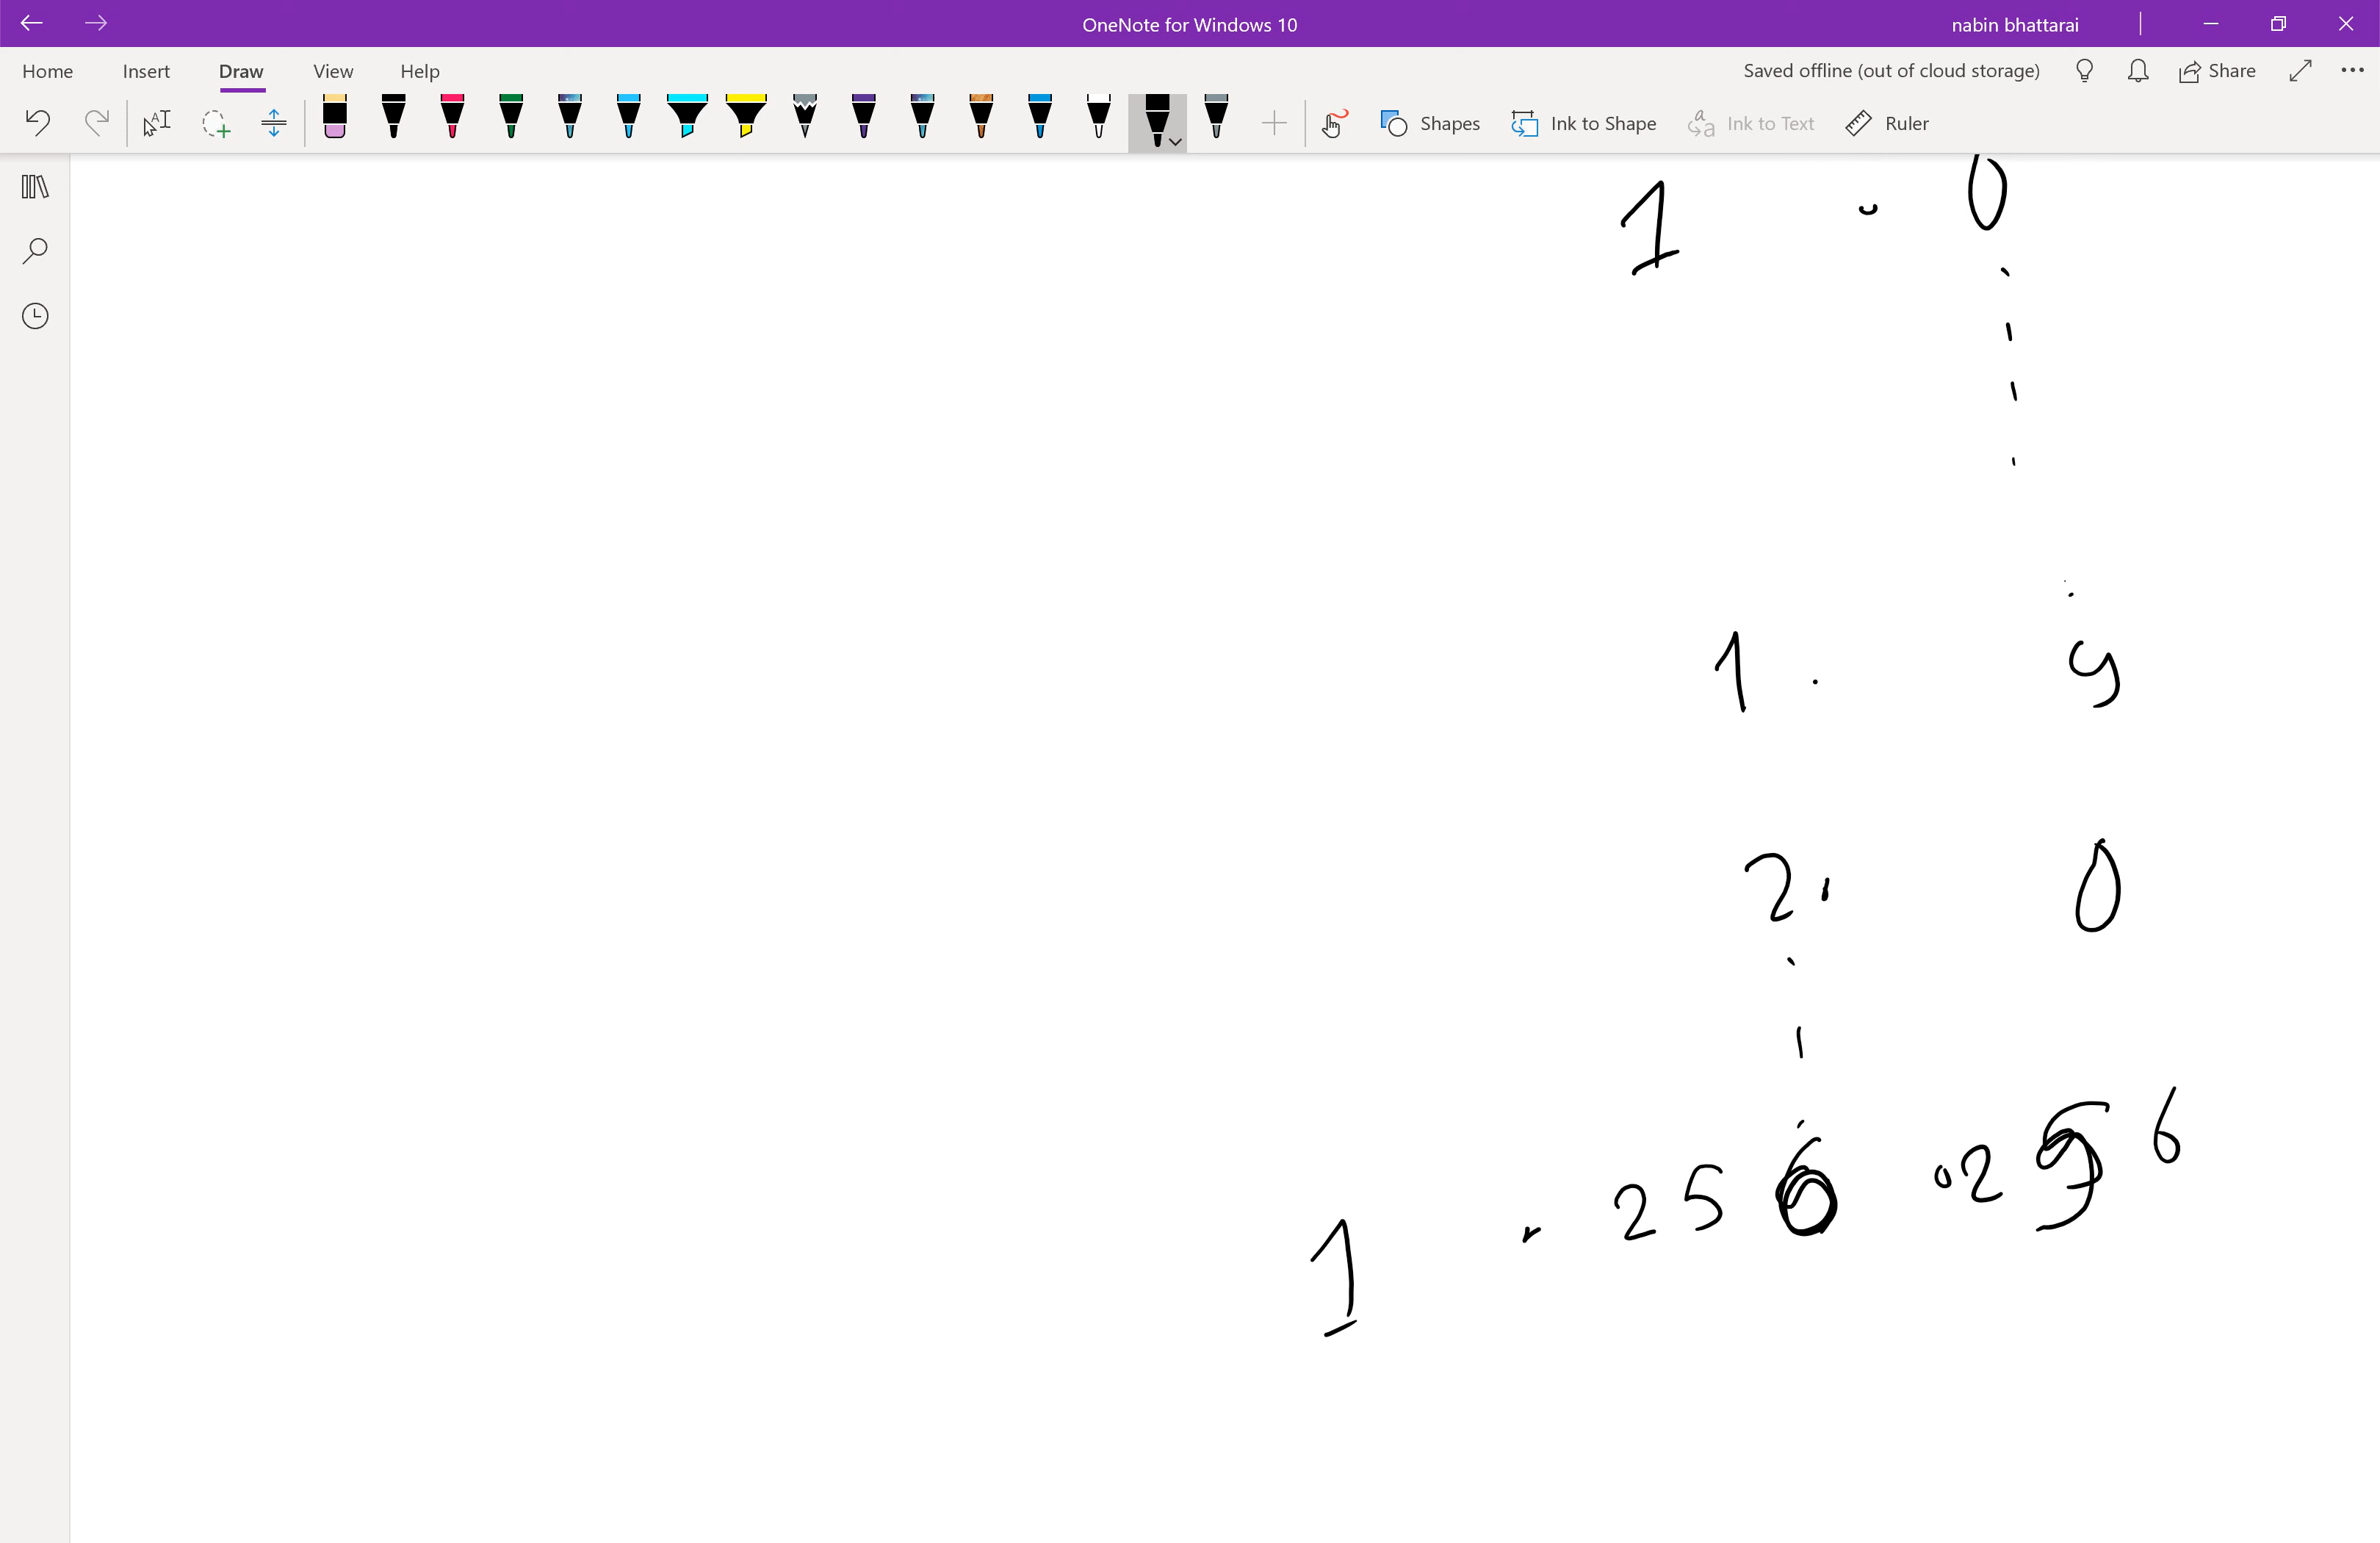 OneNote for Windows 10
nabin bhattarai
Home Insert Draw View Help
Saved offline (out of cloud storage) Share
Shapes Ink to Shape Ink to Text Ruler
1 . 0
1 . 9
2 . 0
1 . 256 . 256